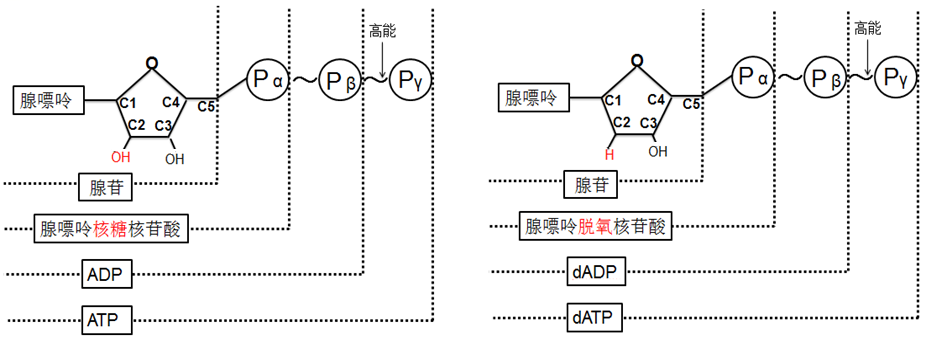 高能
O
Pα
Pβ
Pγ
腺嘌呤
C1
C4
C5
C2
C3
OH
OH
腺苷
腺嘌呤核糖核苷酸
ADP
ATP
高能
O
Pα
Pβ
Pγ
腺嘌呤
C1
C4
C5
C2
C3
H
OH
腺苷
腺嘌呤脱氧核苷酸
dADP
dATP